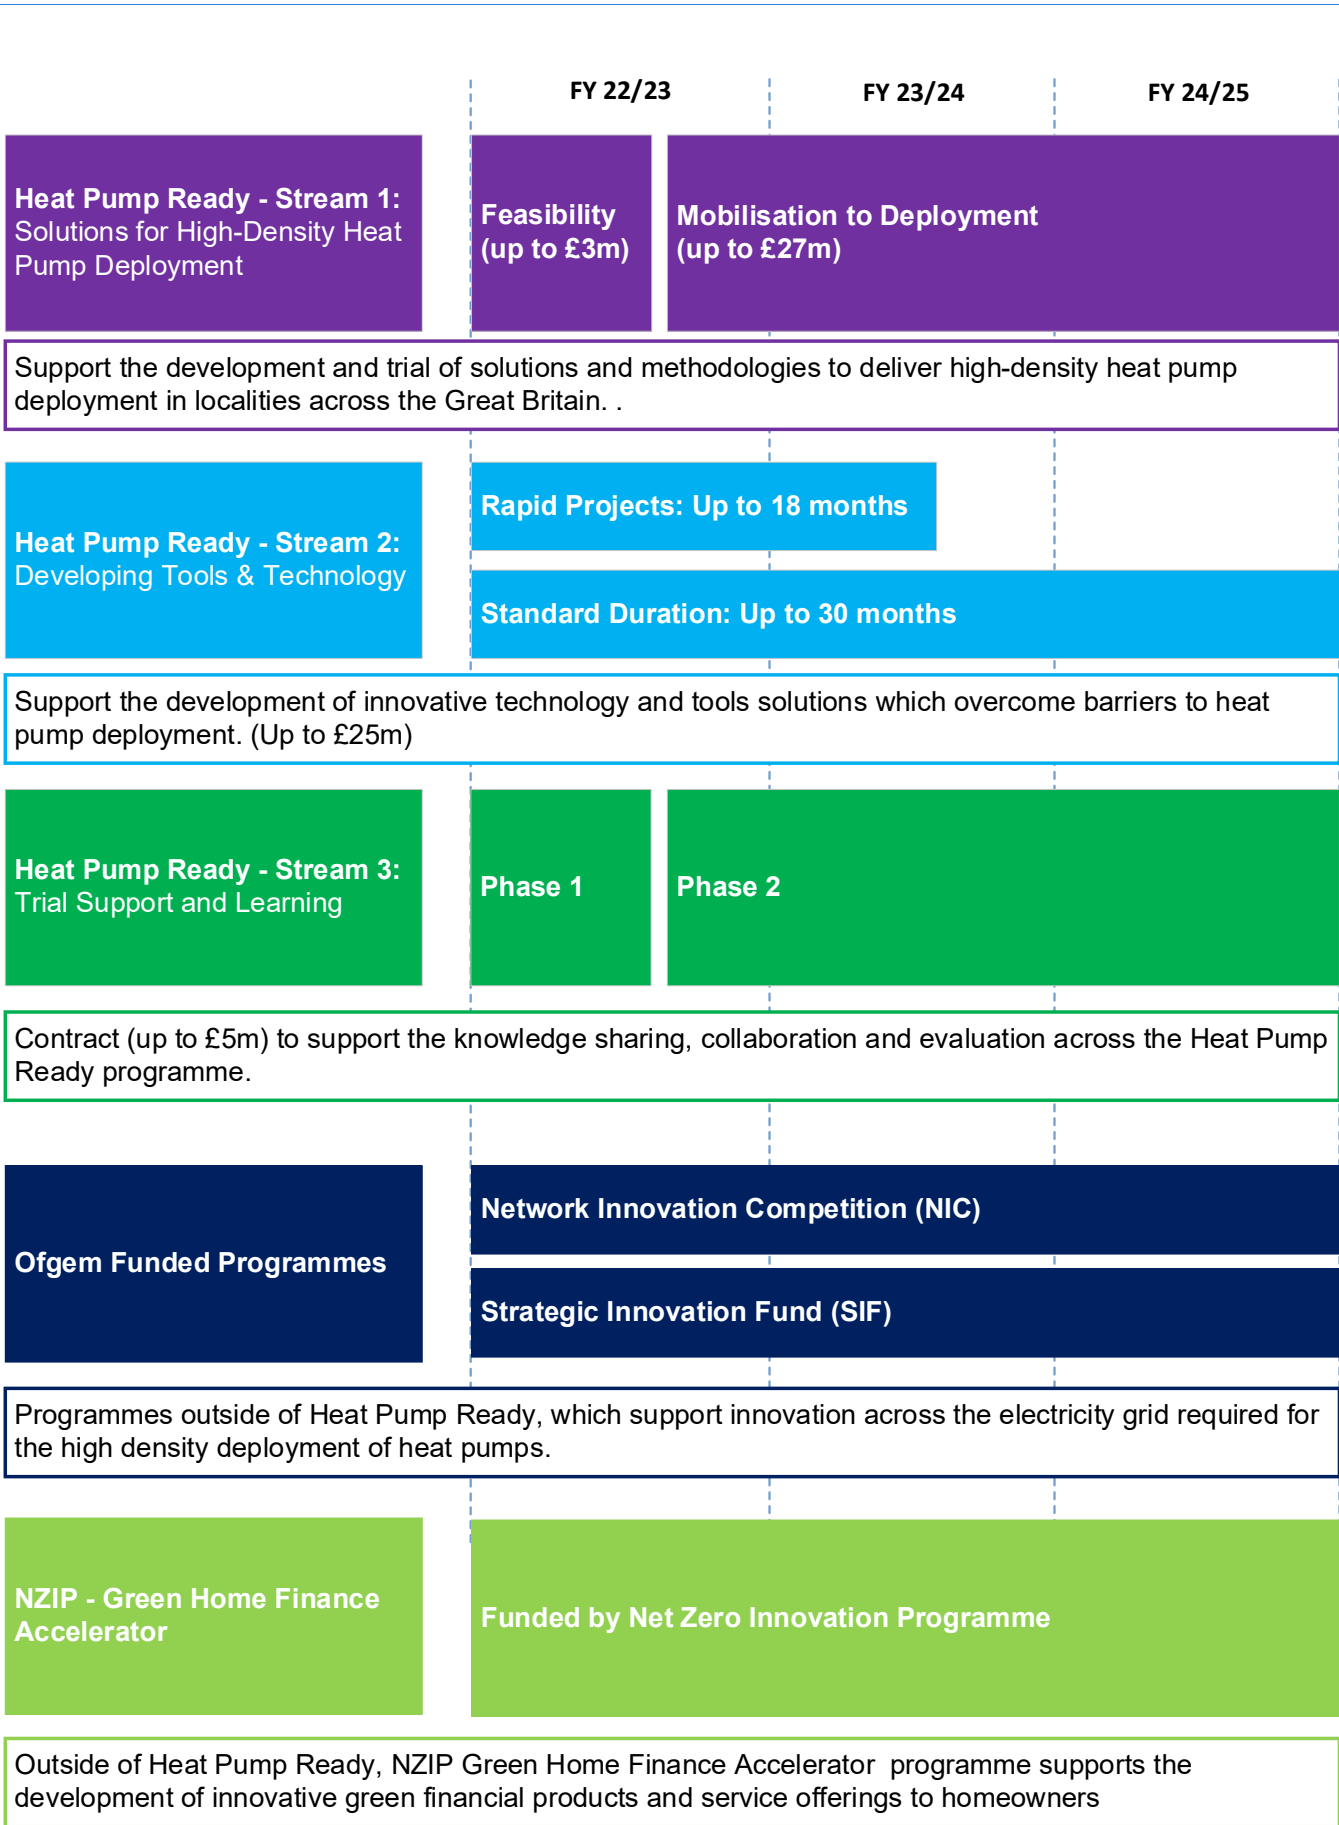 FY 22/23
FY 23/24
FY 24/25
Heat Pump Ready - Stream 1:
Solutions for High-Density Heat
Pump Deployment
Feasibility
(up to £3m)
Mobilisation to Deployment
(up to £27m)
Support the development and trial of solutions and methodologies to deliver high-density heat pump
deployment in localities across the Great Britain. .
Heat Pump Ready - Stream 2:
Developing Tools & Technology
Rapid Projects: Up to 18 months
Standard Duration: Up to 30 months
Support the development of innovative technology and tools solutions which overcome barriers to heat
pump deployment. (Up to £25m)
Heat Pump Ready - Stream 3:
Trial Support and Learning
Phase 1
Phase 2
Contract (up to £5m) to support the knowledge sharing, collaboration and evaluation across the Heat Pump
Ready programme.
Ofgem Funded Programmes
Network Innovation Competition (NIC)
Strategic Innovation Fund (SIF)
Programmes outside of Heat Pump Ready, which support innovation across the electricity grid required for
the high density deployment of heat pumps.
NZIP - Green Home Finance
Accelerator
Funded by Net Zero Innovation Programme
Outside of Heat Pump Ready, NZIP Green Home Finance Accelerator  programme supports the
development of innovative green financial products and service offerings to homeowners